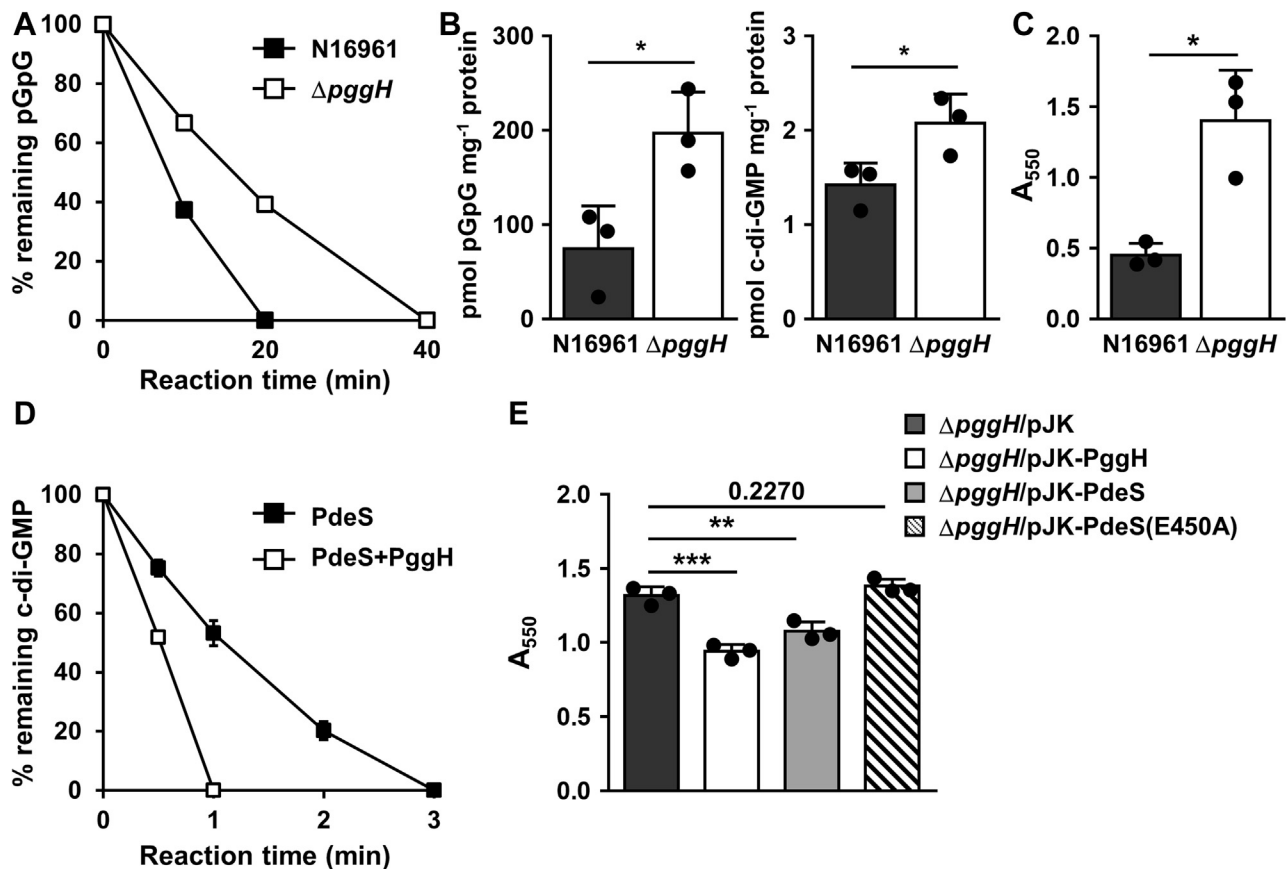 A
% remaining pGpG
100
80
60
40
20
0
0 20 40
Reaction time (min)
N16961
ΔpggH
B
pmol pGpG mg⁻¹ protein
300
200
100
0
*
N16961 ΔpggH
pmol c-di-GMP mg⁻¹ protein
3
2
1
0
*
N16961 ΔpggH
C
A₅₅₀
2.0
1.5
1.0
0.5
0.0
*
N16961 ΔpggH
D
% remaining c-di-GMP
100
80
60
40
20
0
0 1 2 3
Reaction time (min)
PdeS
PdeS+PggH
E
ΔpggH/pJK
ΔpggH/pJK-PggH
ΔpggH/pJK-PdeS
ΔpggH/pJK-PdeS(E450A)
A₅₅₀
2.0
1.5
1.0
0.5
0.0
0.2270
**
***